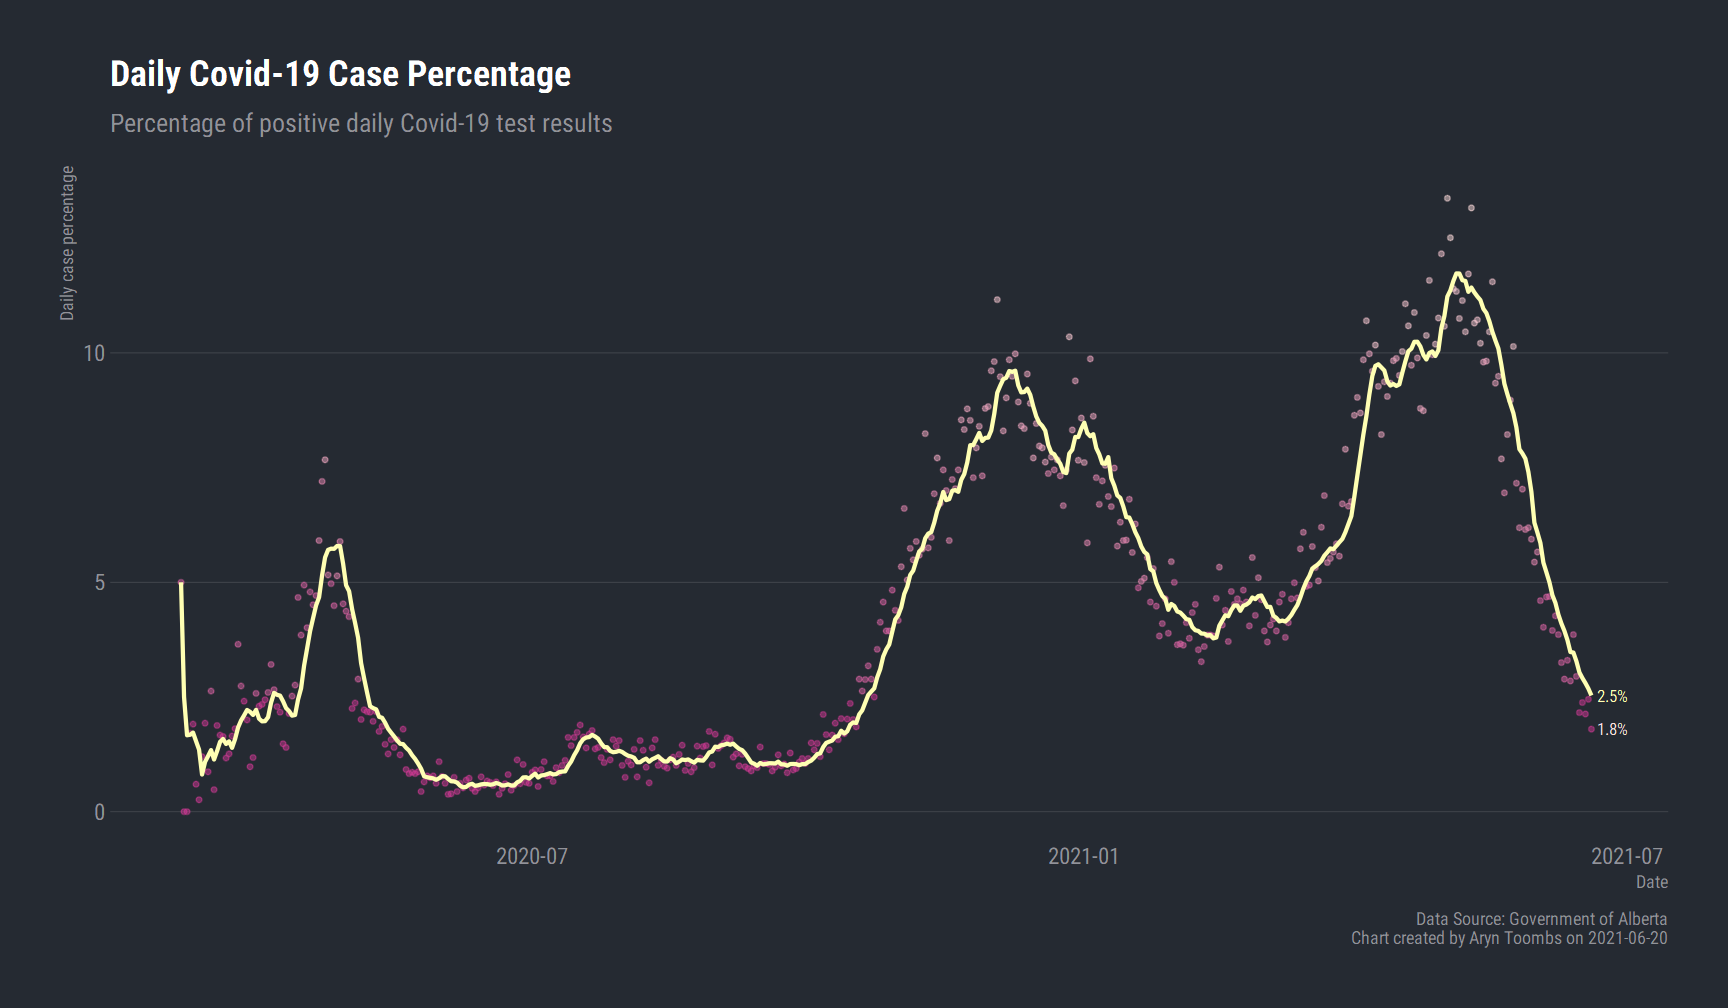 Daily Covid-19 Case Percentage
Percentage of positive daily Covid-19 test results
Daily case percentage
10
5
0
2.5%
1.8%
2020-07
2021-01
2021-07
Date
Data Source: Government of Alberta
Chart created by Aryn Toombs on 2021-06-20